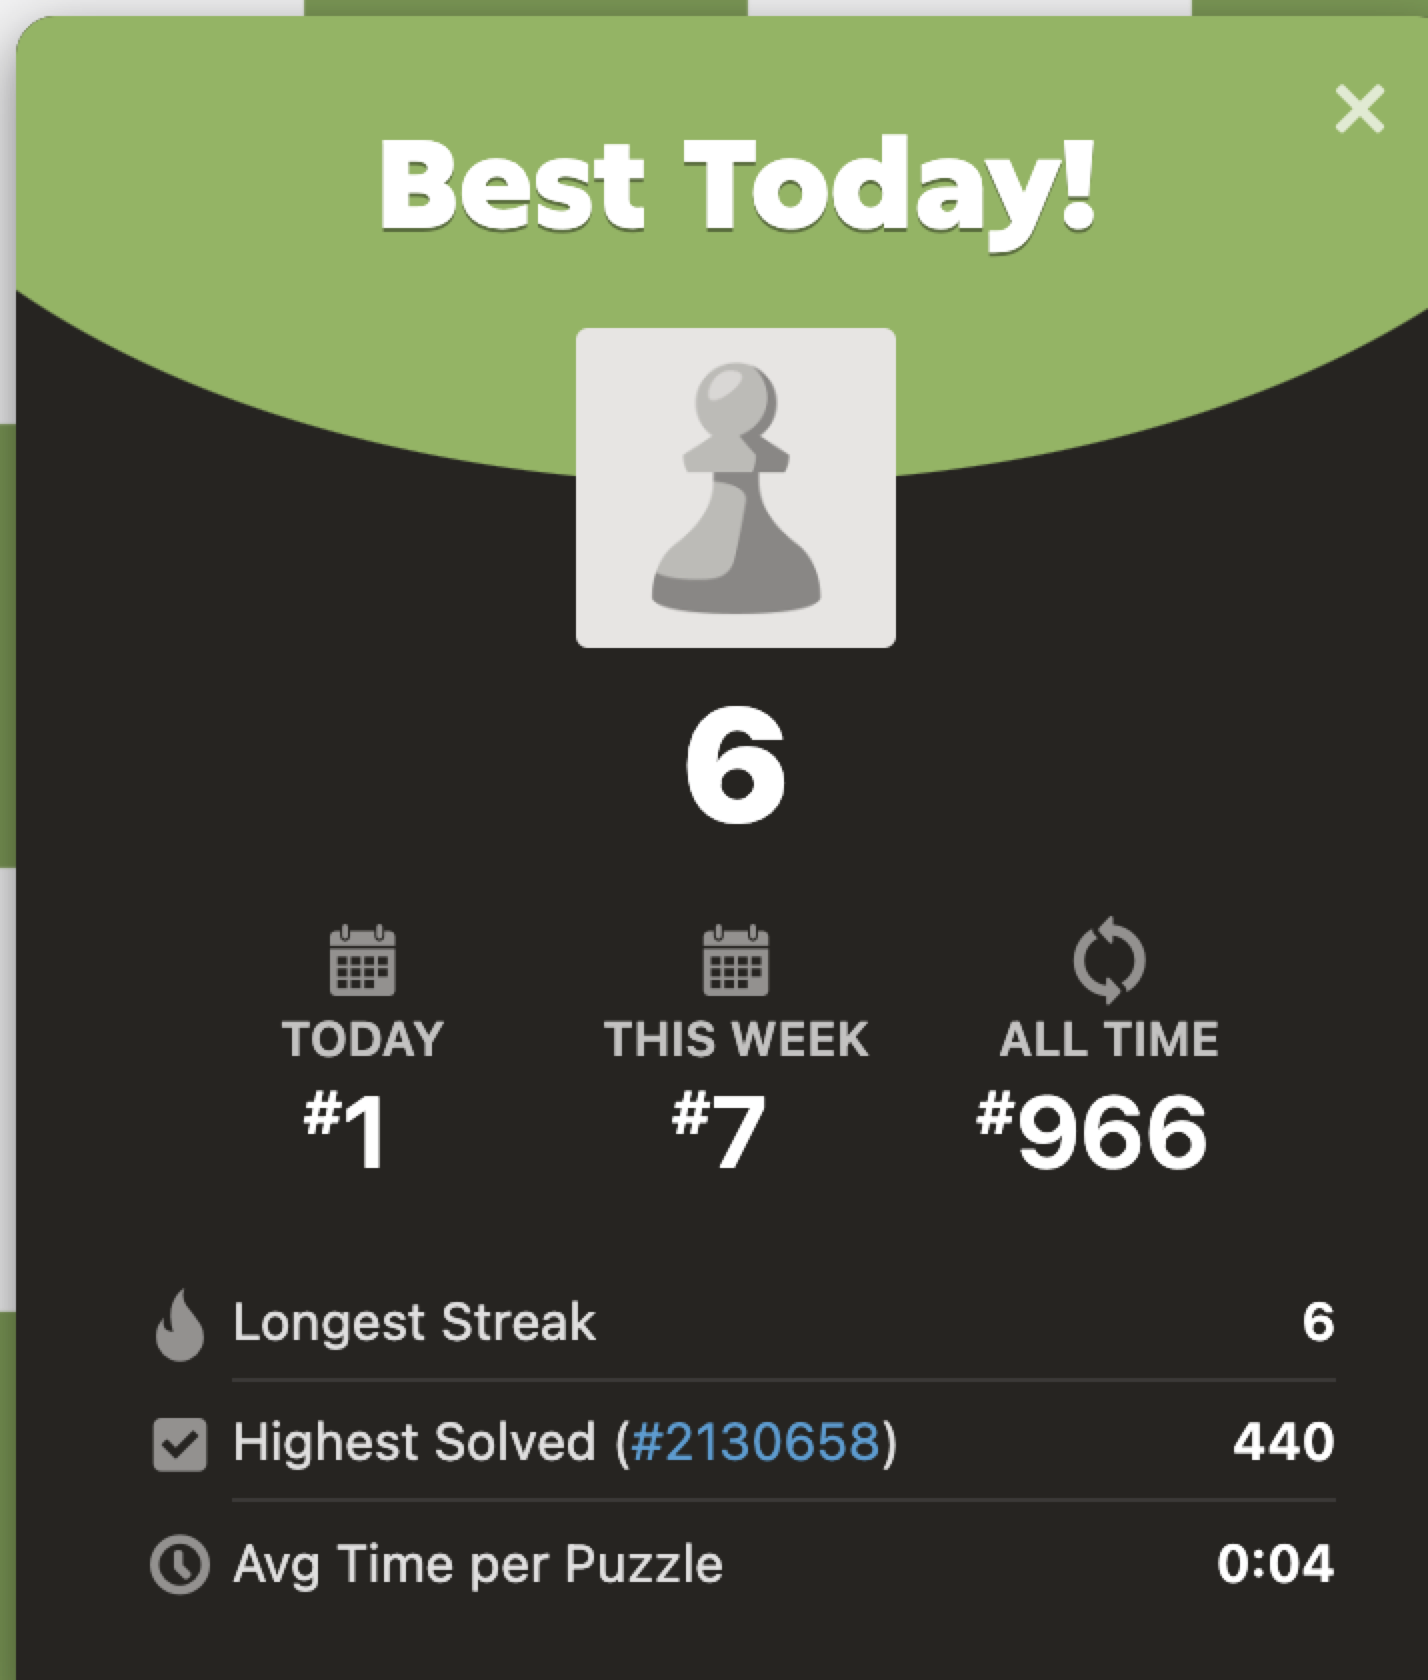 Best Today!
6
TODAY
THIS WEEK
ALL TIME
#1
#7
#966
Longest Streak 6
Highest Solved (#2130658) 440
Avg Time per Puzzle 0:04